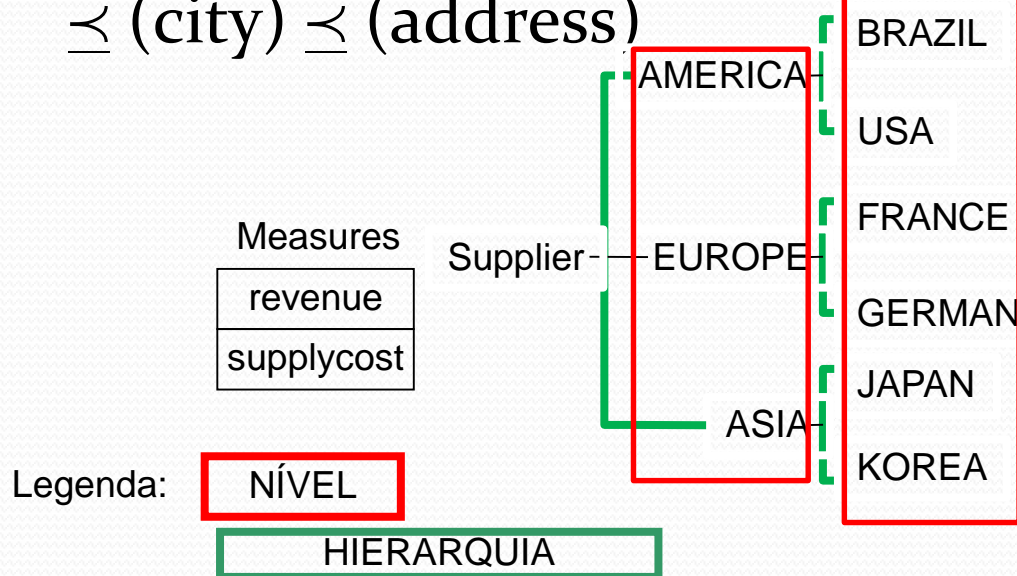 ⪯ (city) ⪯ (address)
BRAZIL
AMERICA
USA
FRANCE
Measures
Supplier
EUROPE
revenue
GERMAN
supplycost
JAPAN
ASIA
KOREA
Legenda:
NÍVEL
HIERARQUIA